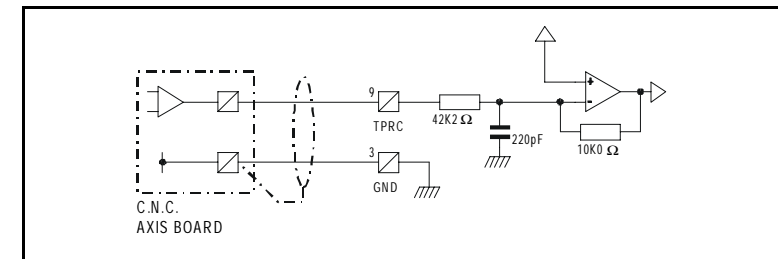 9
TPRC
42K2 Ω
220pF
+
-
10K0 Ω
3
GND
C.N.C.
AXIS BOARD